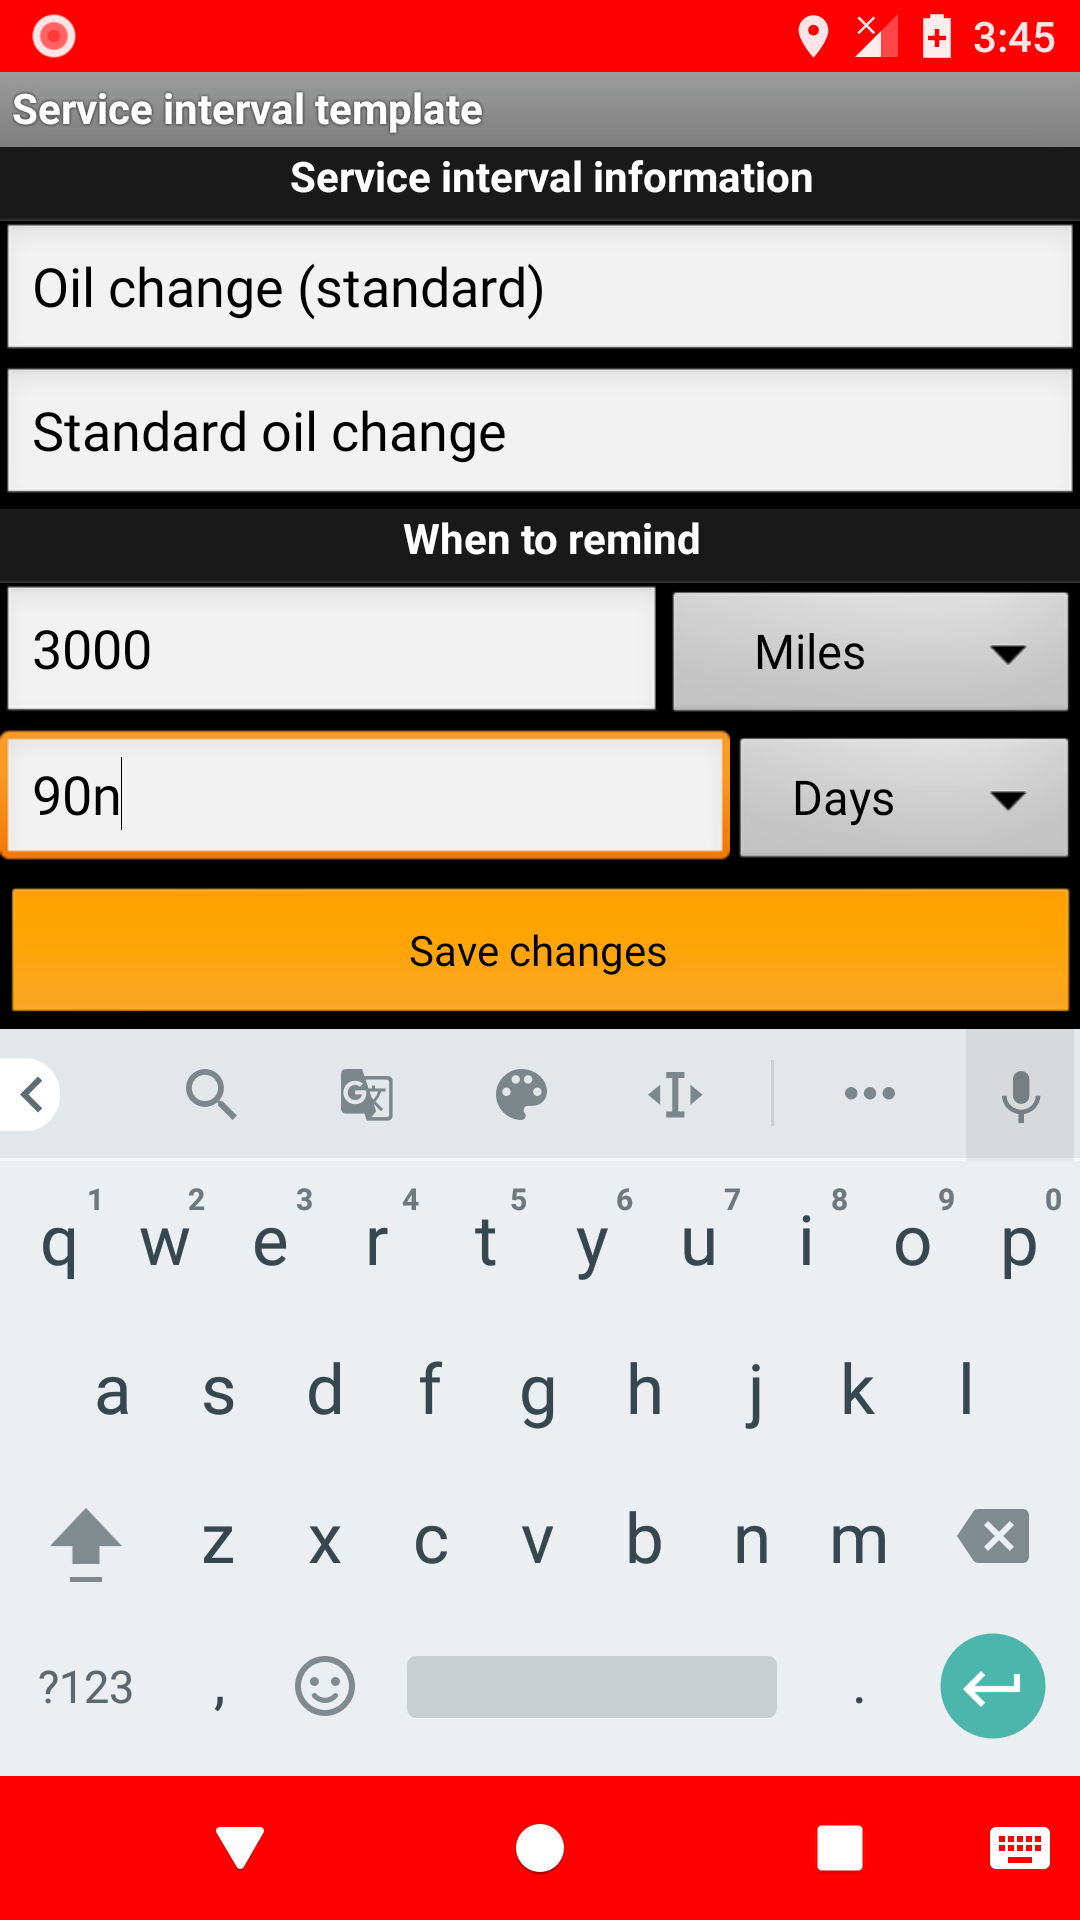 3:45
Service interval template
Service interval information
Oil change (standard)
Standard oil change
When to remind
3000 Miles
90n Days
Save changes
1 2 3 4 5 6 7 8 9 0
q w e r t y u i o p
a s d f g h j k l
z x c v b n m
?123 , .